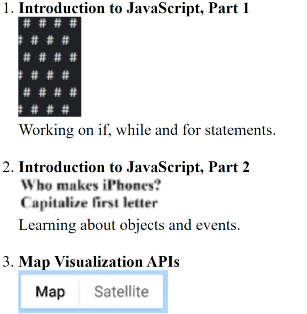 1. Introduction to JavaScript, Part 1
# # # #
# # # #
# # # #
# # # #
# # # #
# # # #
Working on if, while and for statements.
2. Introduction to JavaScript, Part 2
Who makes iPhones?
Capitalize first letter
Learning about objects and events.
3. Map Visualization APIs
Map Satellite